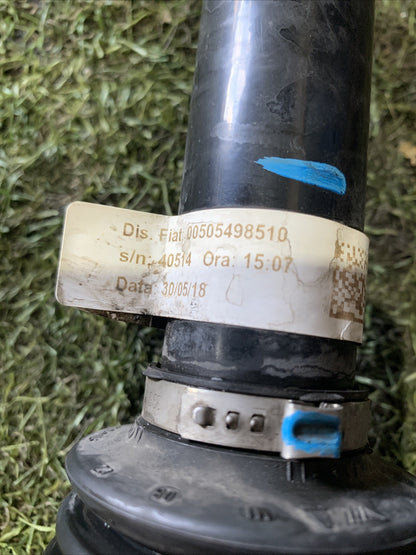 Dis. Fiat 00505498510
s/n: 40514 Ora: 15:07
Data: 30/05/18